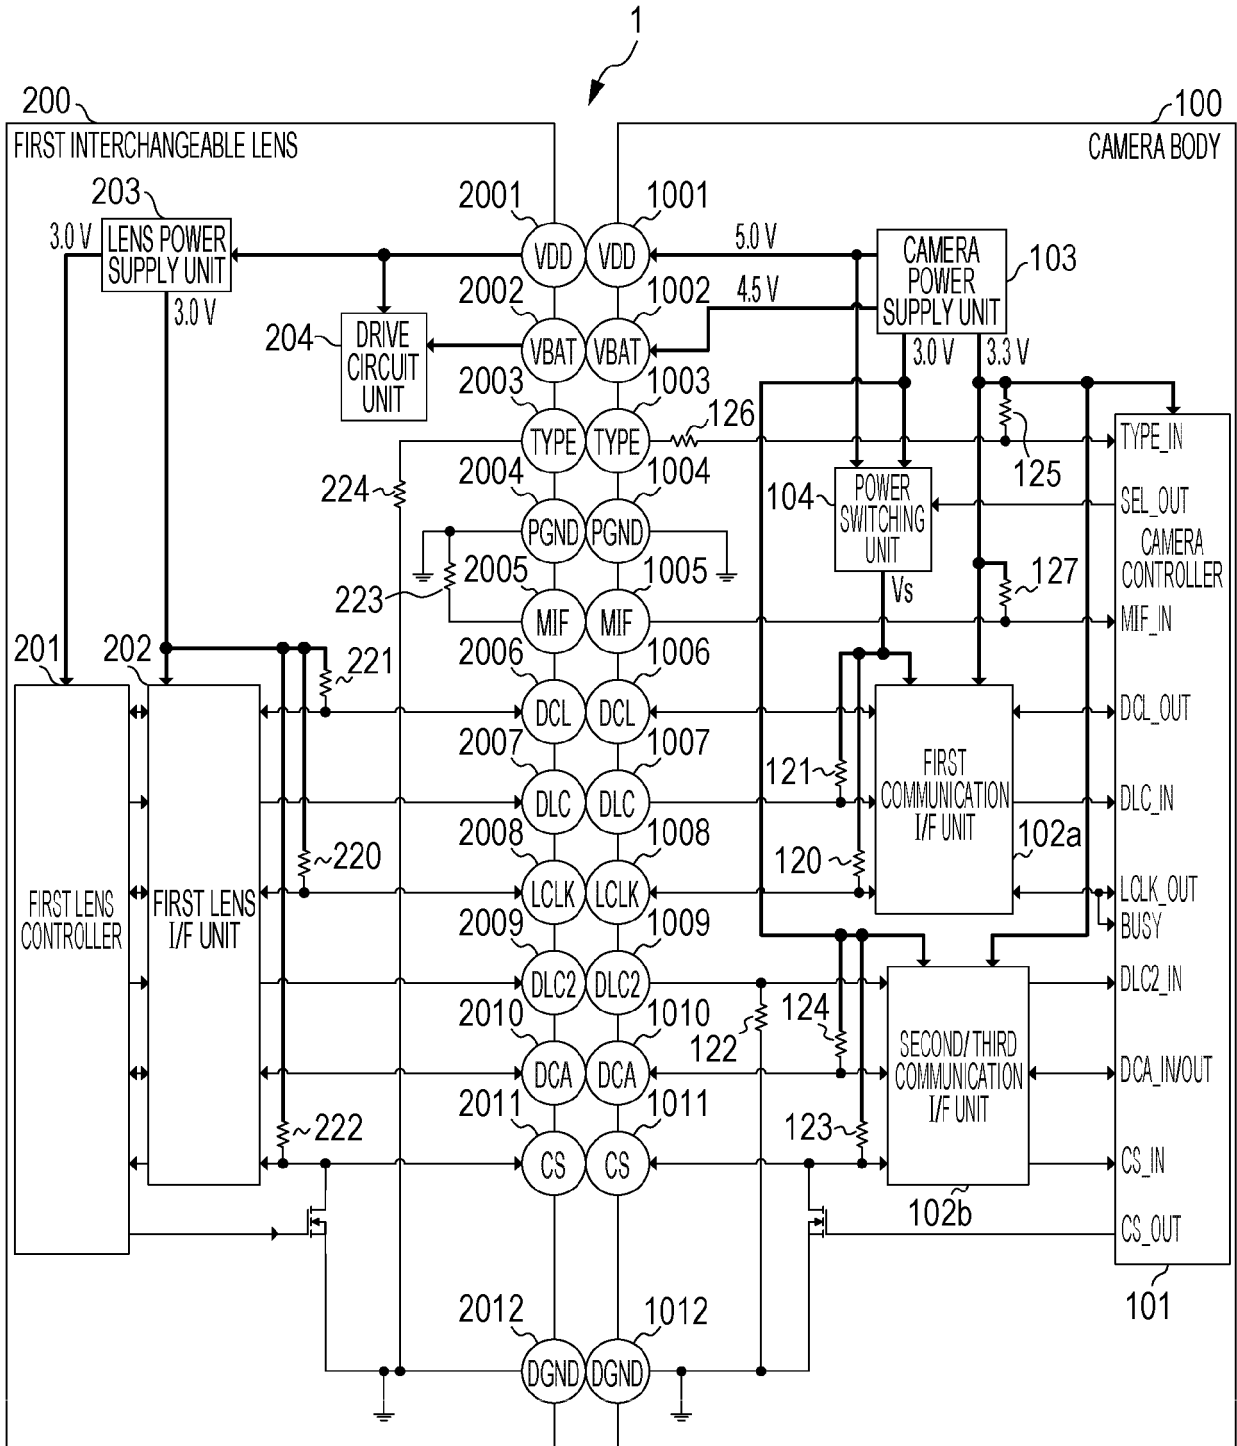 1
200
100
FIRST INTERCHANGEABLE LENS
CAMERA BODY
203
2001
1001
3.0 V
LENS POWER
SUPPLY UNIT
VDD
VDD
5.0 V
CAMERA
POWER
SUPPLY UNIT
103
3.0 V
2002
1002
4.5 V
204
DRIVE
CIRCUIT
UNIT
VBAT
VBAT
3.0 V
3.3 V
2003
1003
126
TYPE
TYPE
TYPE_IN
125
224
2004
1004
104
POWER
SWITCHING
UNIT
SEL_OUT
PGND
PGND
CAMERA
CONTROLLER
2005
1005
127
223
Vs
MIF
MIF
MIF_IN
201
202
2006
1006
221
DCL
DCL
DCL_OUT
2007
1007
121
FIRST
COMMUNICATION
I/F UNIT
DLC
DLC
DLC_IN
2008
1008
102a
220
120
FIRST LENS
CONTROLLER
FIRST LENS
I/F UNIT
LCLK
LCLK
LCLK_OUT
BUSY
2009
1009
DLC2
DLC2
DLC2_IN
2010
1010
122
124
SECOND/THIRD
COMMUNICATION
I/F UNIT
DCA
DCA
DCA_IN/OUT
2011
1011
222
123
CS
CS
CS_IN
102b
CS_OUT
101
2012
1012
DGND
DGND